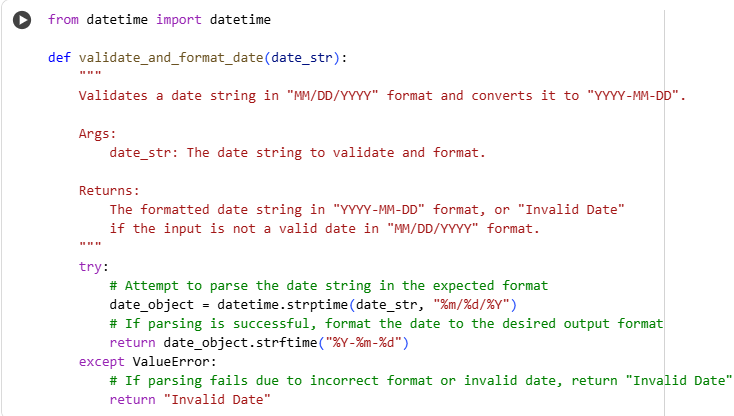 from datetime import datetime

def validate_and_format_date(date_str):
    """
    Validates a date string in "MM/DD/YYYY" format and converts it to "YYYY-MM-DD".

    Args:
        date_str: The date string to validate and format.

    Returns:
        The formatted date string in "YYYY-MM-DD" format, or "Invalid Date"
        if the input is not a valid date in "MM/DD/YYYY" format.
    """
    try:
        # Attempt to parse the date string in the expected format
        date_object = datetime.strptime(date_str, "%m/%d/%Y")
        # If parsing is successful, format the date to the desired output format
        return date_object.strftime("%Y-%m-%d")
    except ValueError:
        # If parsing fails due to incorrect format or invalid date, return "Invalid Date"
        return "Invalid Date"